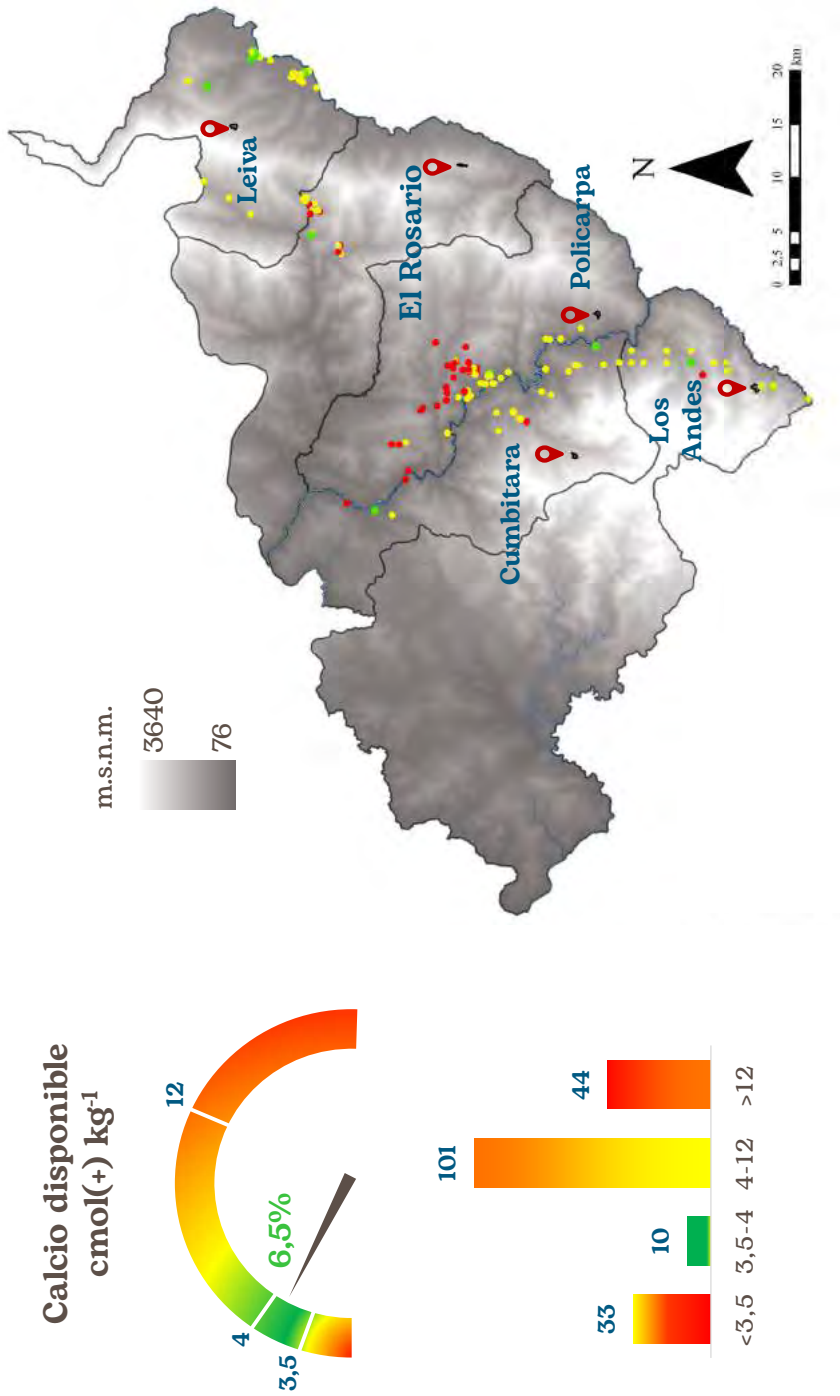 Calcio disponible
cmol(+) kg⁻¹
3,5
4
12
6,5%
33
10
101
44
<3,5
3,5-4
4-12
>12
m.s.n.m.
3640
76
Leiva
El Rosario
Policarpa
Cumbitara
Los
Andes
N
0 2,5 5 10 15 20
km